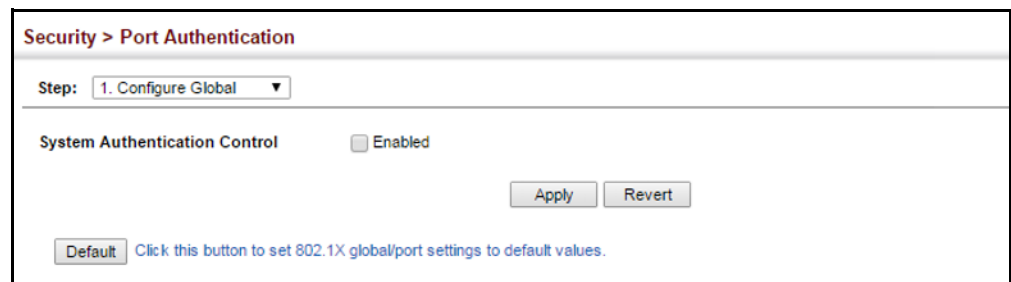 Security > Port Authentication
Step: 1. Configure Global
System Authentication Control Enabled
Apply Revert
Default Click this button to set 802.1X global/port settings to default values.